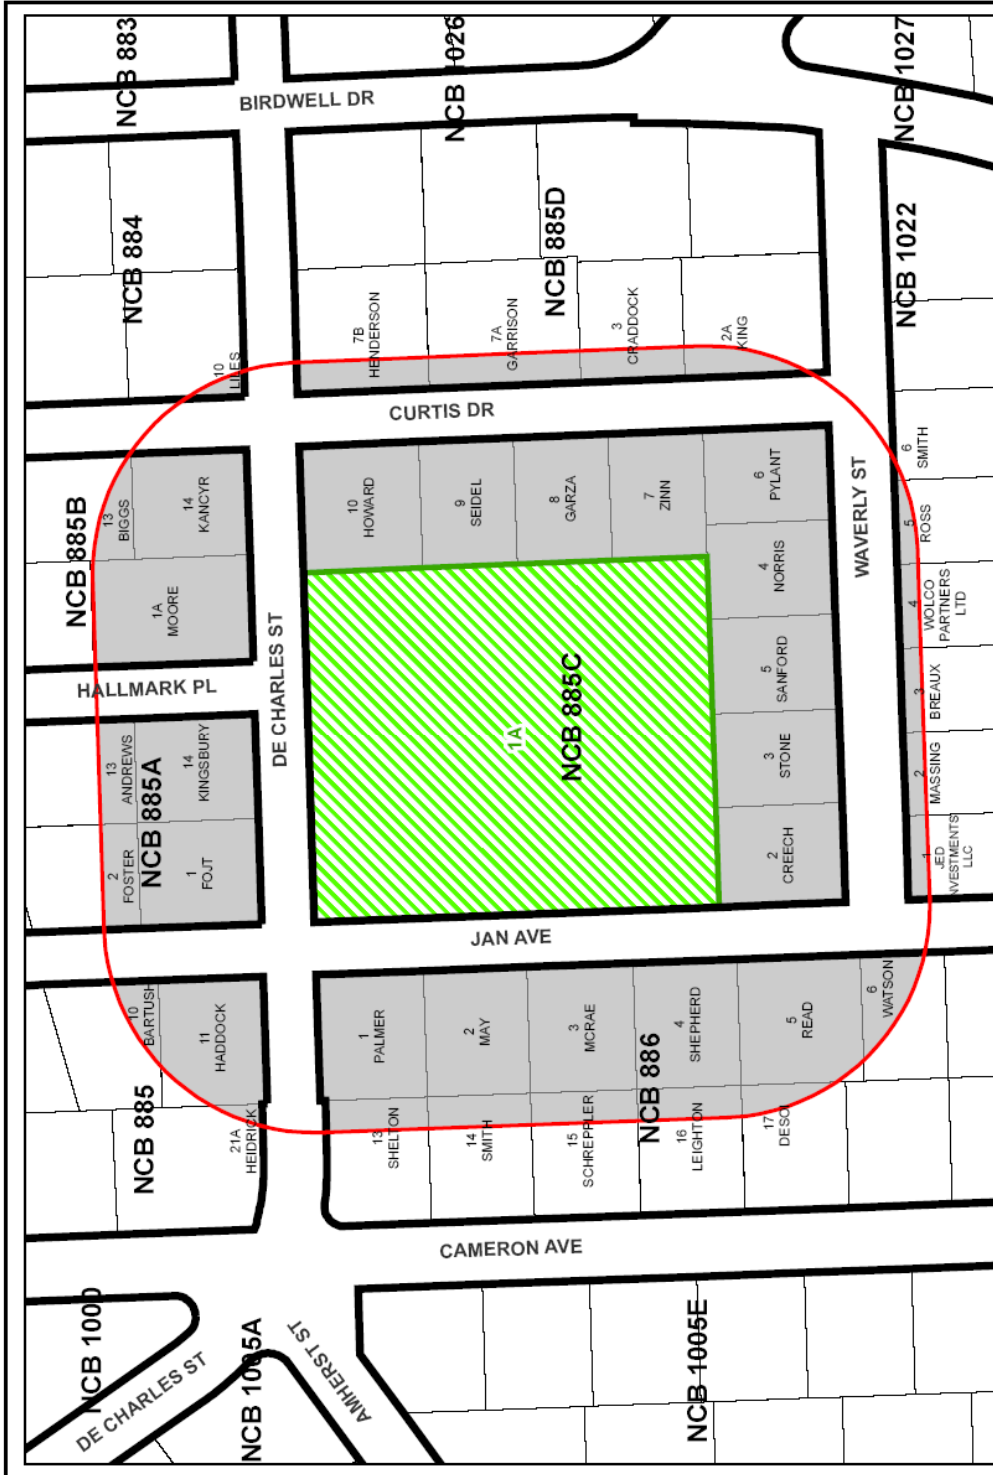 NCB 883
NCB 1026
NCB 1027
BIRDWELL DR
NCB 884
NCB 885D
NCB 1022
10
LILES
7B
HENDERSON
7A
GARRISON
3
CRADDOCK
2A
KING
CURTIS DR
NCB 885B
13
BIGGS
14
KANCYR
1A
MOORE
10
HOWARD
9
SEIDEL
8
GARZA
7
ZINN
6
PYLANT
4
NORRIS
5
SANFORD
3
STONE
2
CREECH
WAVERLY ST
6
SMITH
5
ROSS
4
WOLCO
PARTNERS
LTD
3
BREAUX
2
MASSING
1
JED
NVESTMENTS
LLC
HALLMARK PL
DE CHARLES ST
1A
NCB 885C
13
ANDREWS
14
KINGSBURY
NCB 885A
2
FOSTER
1
FOJT
JAN AVE
10
BARTUSH
11
HADDOCK
21A
HEIDRICK
NCB 885
1
PALMER
2
MAY
3
MCRAE
4
SHEPHERD
5
READ
6
WATSON
NCB 886
13
SHELTON
14
SMITH
15
SCHREPPLER
16
LEIGHTON
17
CAMERON AVE
NCB 1000
DE CHARLES ST
NCB 1005A
AMHERST ST
NCB 1005E